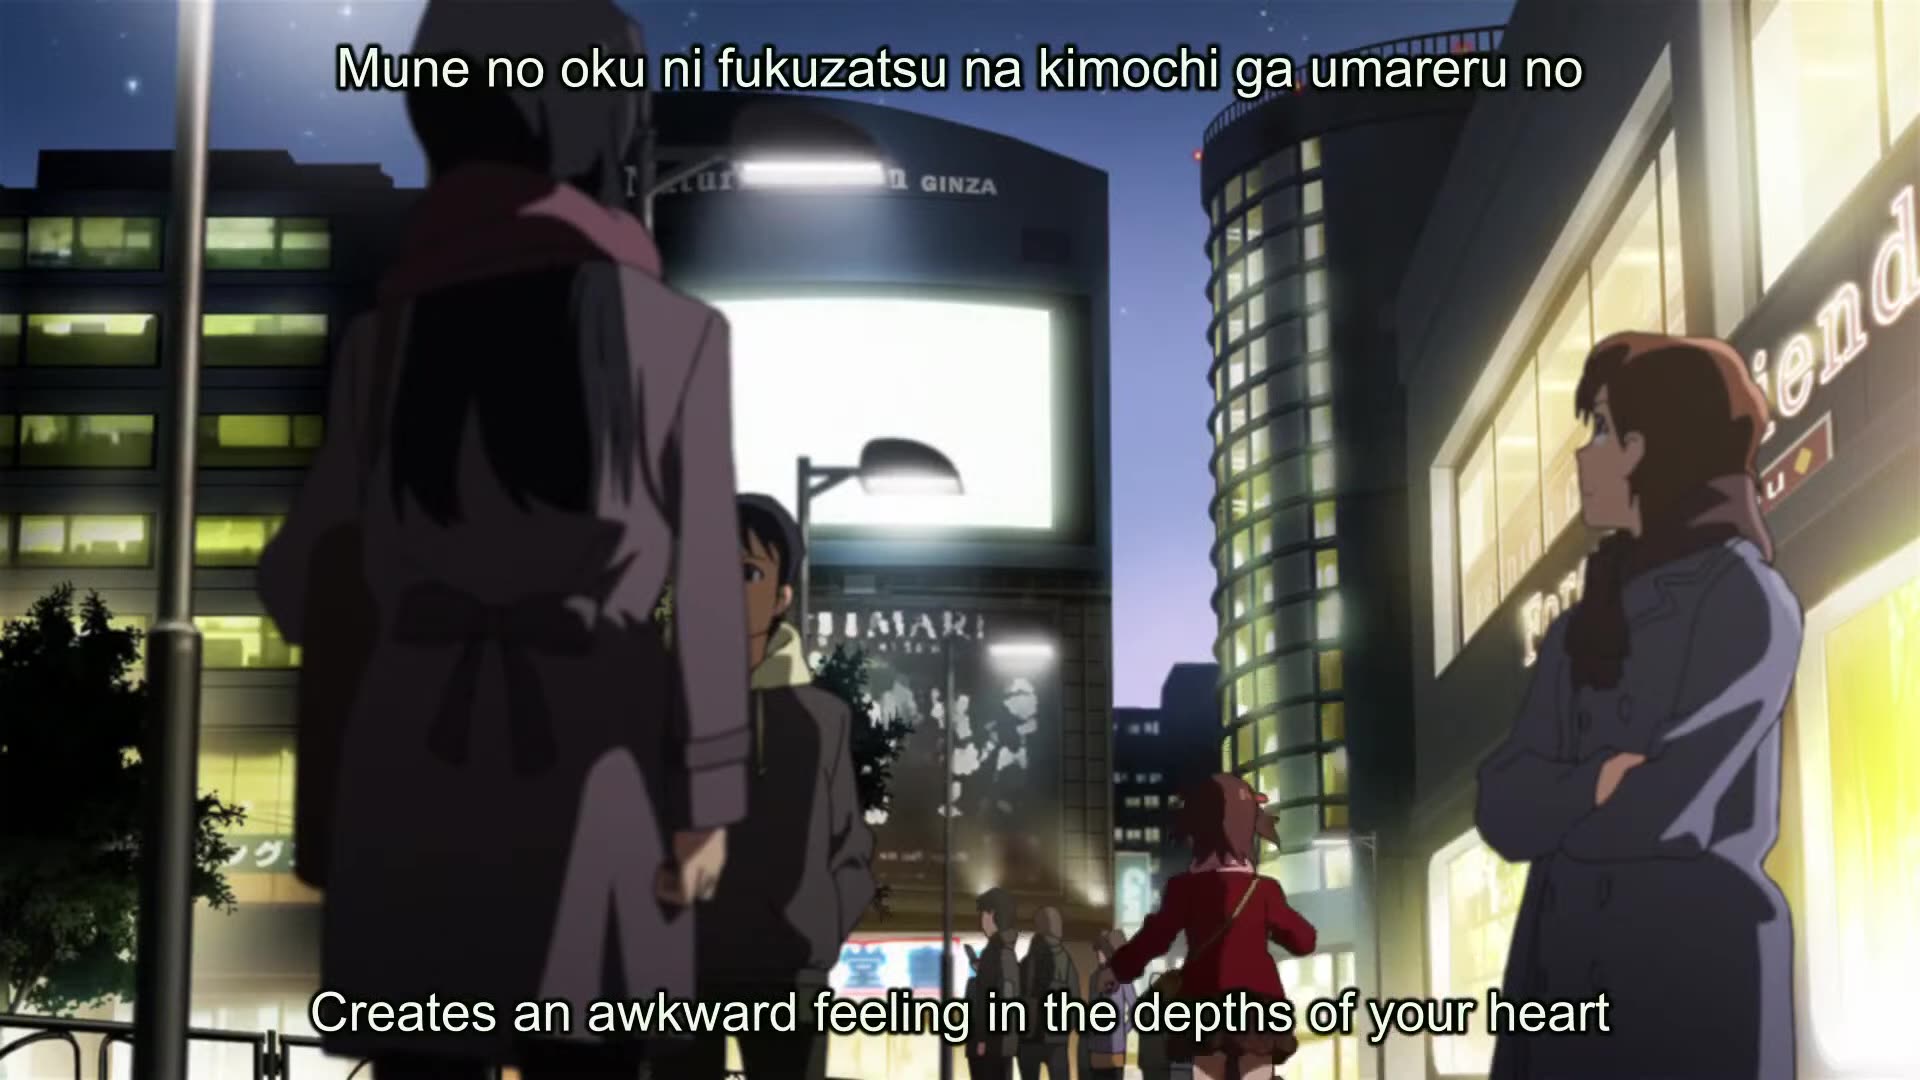 Mune no oku ni fukuzatsu na kimochi ga umareru no
GINZA
iend
Creates an awkward feeling in the depths of your heart